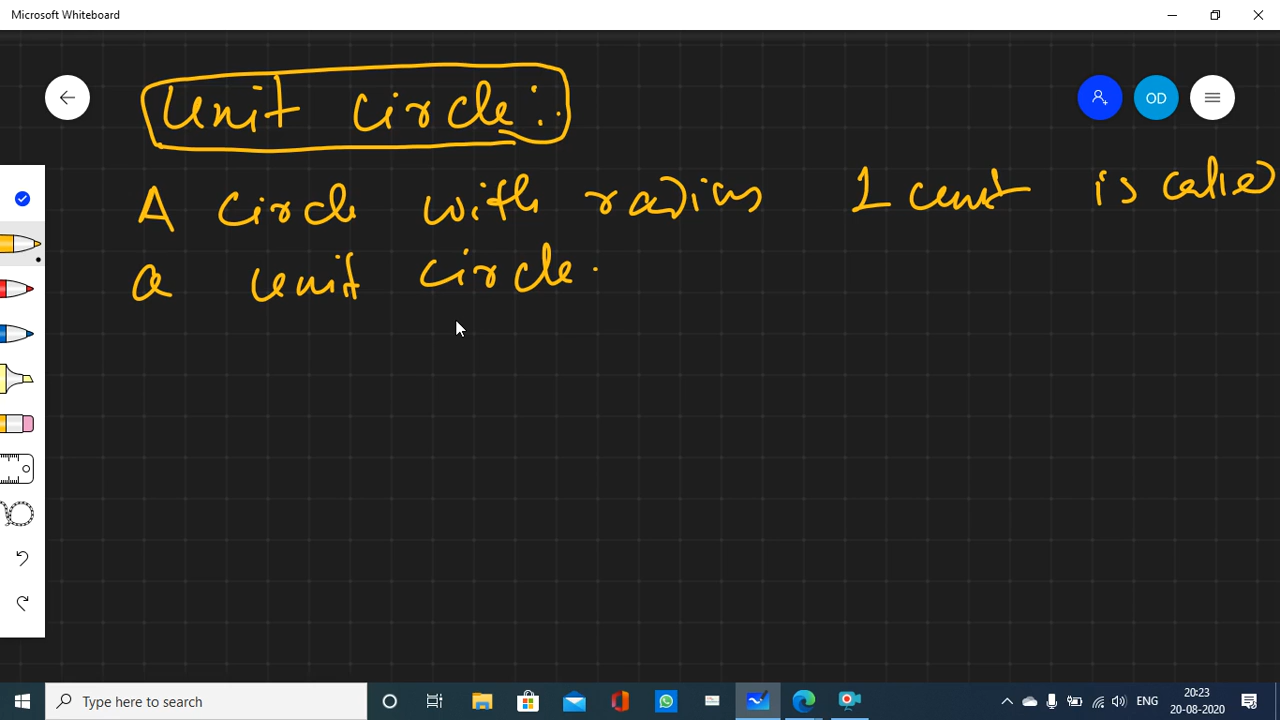 Microsoft Whiteboard
Unit Circle:
OD
A circle with radius 1 unit is called
a unit circle.
Type here to search
ENG
20:23
20-08-2020